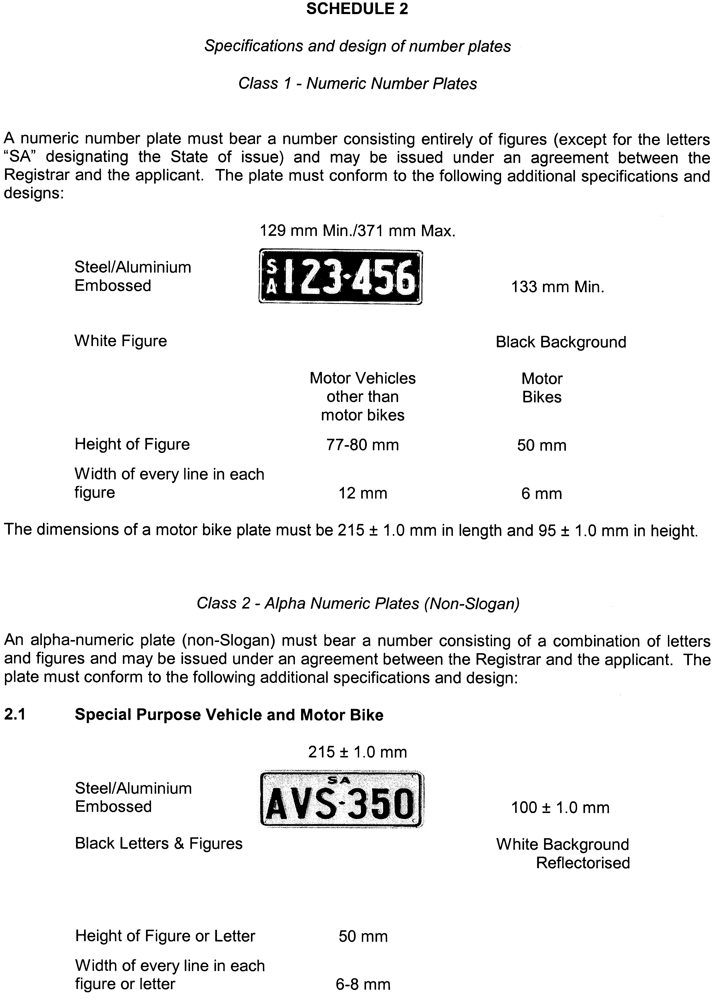 SCHEDULE 2
Specifications and design of number plates
Class 1 - Numeric Number Plates
A numeric number plate must bear a number consisting entirely of figures (except for the letters
“SA” designating the State of issue) and may be issued under an agreement between the
Registrar and the applicant. The plate must conform to the following additional specifications and
designs:
129 mm Min./371 mm Max.
Steel/Aluminium
Embossed
SA 123·456
133 mm Min.
White Figure
Black Background
Motor Vehicles
other than
motor bikes
Motor
Bikes
Height of Figure 77-80 mm 50 mm
Width of every line in each
figure 12 mm 6 mm
The dimensions of a motor bike plate must be 215 ± 1.0 mm in length and 95 ± 1.0 mm in height.
Class 2 - Alpha Numeric Plates (Non-Slogan)
An alpha-numeric plate (non-Slogan) must bear a number consisting of a combination of letters
and figures and may be issued under an agreement between the Registrar and the applicant. The
plate must conform to the following additional specifications and design:
2.1 Special Purpose Vehicle and Motor Bike
215 ± 1.0 mm
Steel/Aluminium
Embossed
SA
AVS·350
100 ± 1.0 mm
Black Letters & Figures
White Background
Reflectorised
Height of Figure or Letter 50 mm
Width of every line in each
figure or letter 6-8 mm